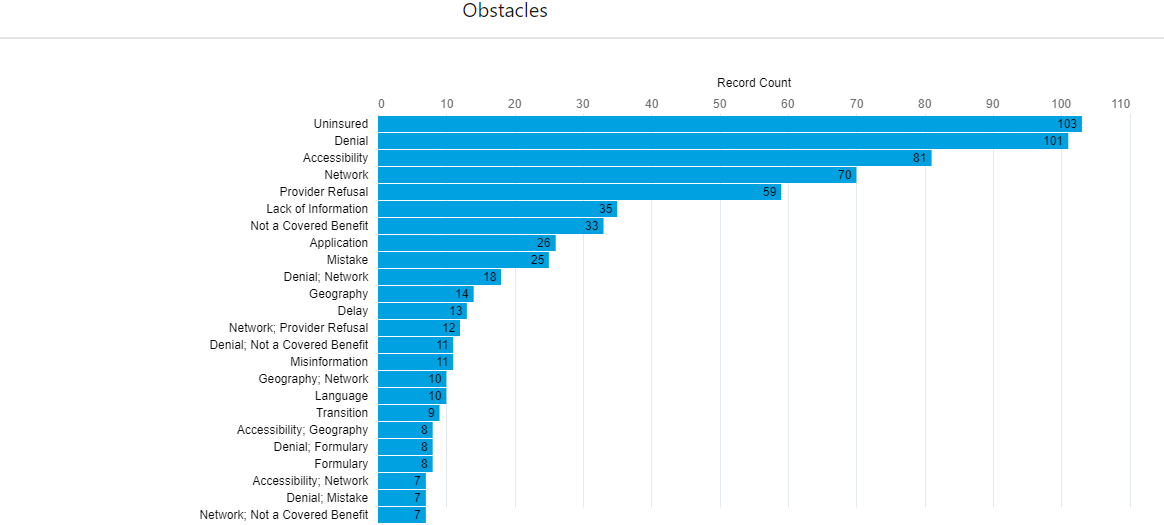 Obstacles
Record Count
0 10 20 30 40 50 60 70 80 90 100 110
Uninsured 103
Denial 101
Accessibility 81
Network 70
Provider Refusal 59
Lack of Information 35
Not a Covered Benefit 33
Application 26
Mistake 25
Denial; Network 18
Geography 14
Delay 13
Network; Provider Refusal 12
Denial; Not a Covered Benefit 11
Misinformation 11
Geography; Network 10
Language 10
Transition 9
Accessibility; Geography 8
Denial; Formulary 8
Formulary 8
Accessibility; Network 7
Denial; Mistake 7
Network; Not a Covered Benefit 7